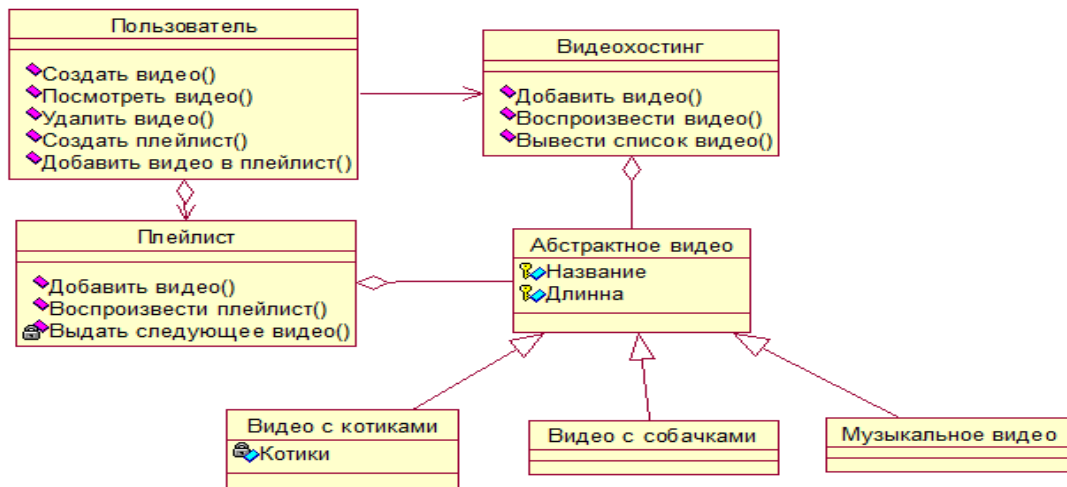 Пользователь
Создать видео()
Посмотреть видео()
Удалить видео()
Создать плейлист()
Добавить видео в плейлист()
Видеохостинг
Добавить видео()
Воспроизвести видео()
Вывести список видео()
Плейлист
Добавить видео()
Воспроизвести плейлист()
Выдать следующее видео()
Абстрактное видео
Название
Длинна
Видео с котиками
Котики
Видео с собачками
Музыкальное видео